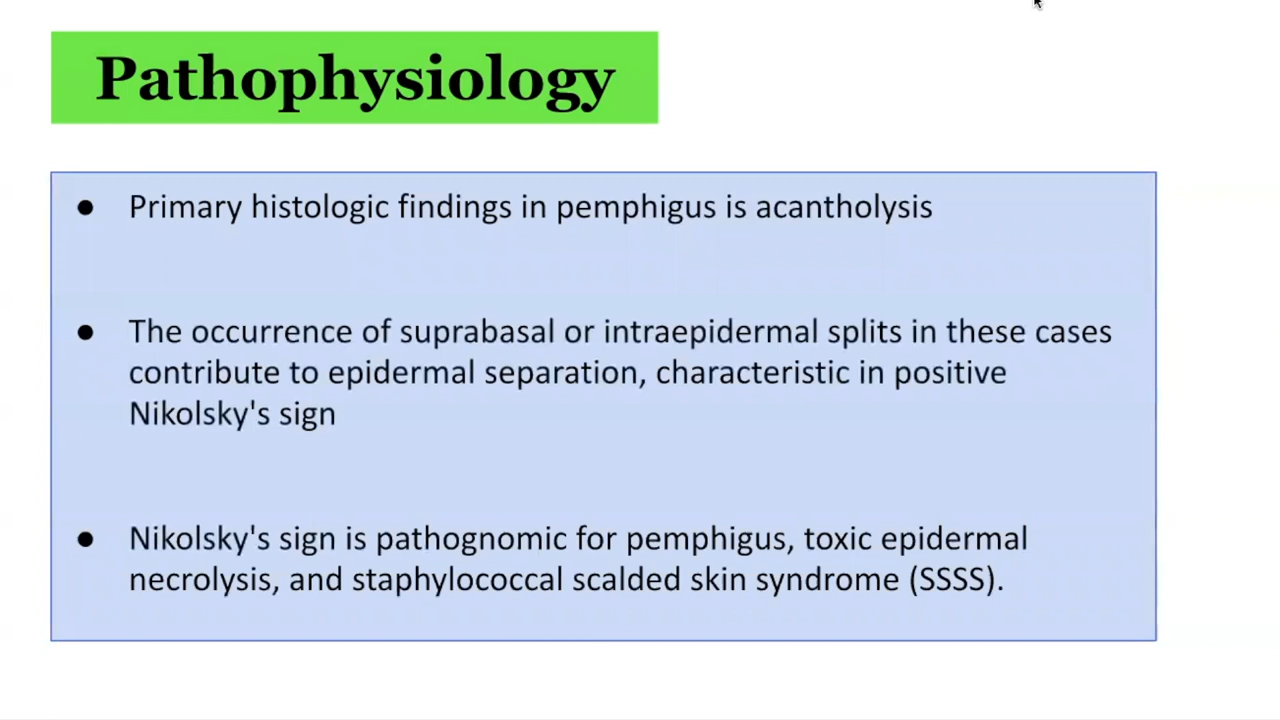 Pathophysiology
● Primary histologic findings in pemphigus is acantholysis
● The occurrence of suprabasal or intraepidermal splits in these cases
contribute to epidermal separation, characteristic in positive
Nikolsky's sign
● Nikolsky's sign is pathognomic for pemphigus, toxic epidermal
necrolysis, and staphylococcal scalded skin syndrome (SSSS).